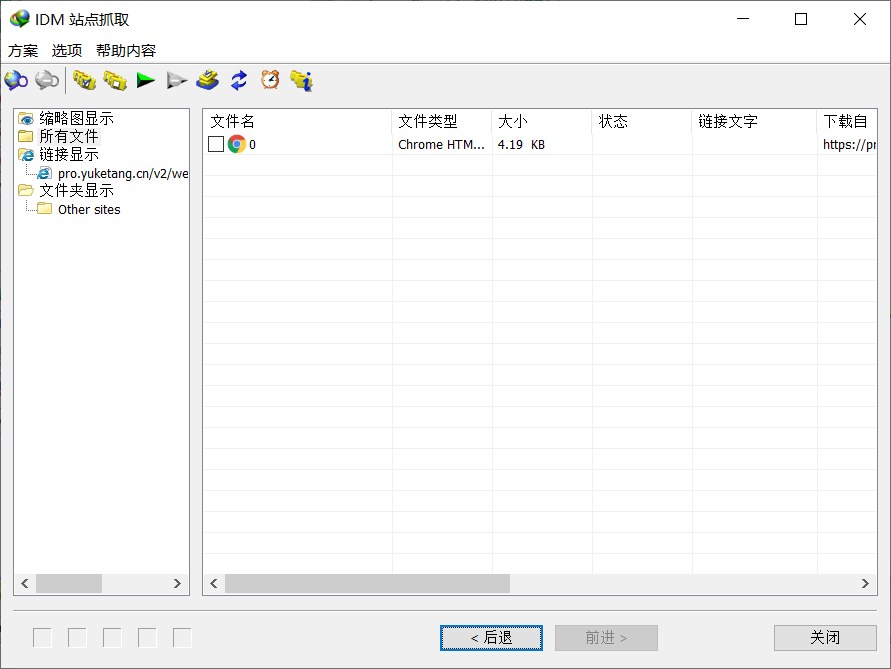 IDM 站点抓取
方案 选项 帮助内容
缩略图显示
所有文件
链接显示
pro.yuketang.cn/v2/we
文件夹显示
Other sites
文件名 文件类型 大小 状态 链接文字 下载自
0 Chrome HTM... 4.19 KB https://pr
< 后退 前进 > 关闭